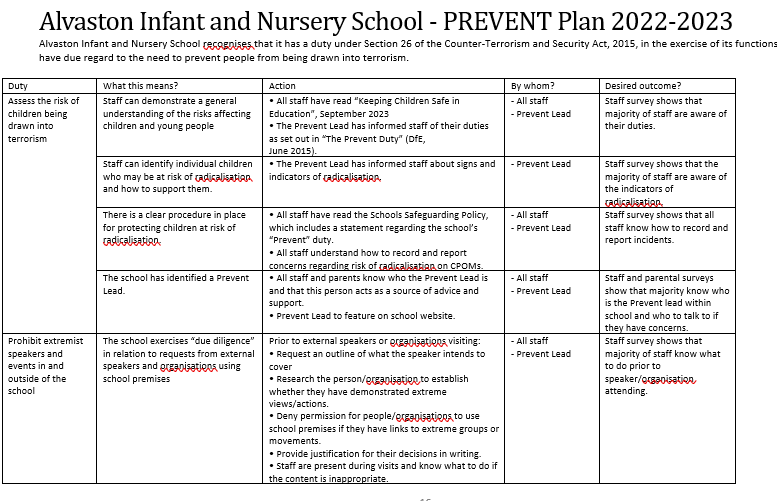 Alvaston Infant and Nursery School - PREVENT Plan 2022-2023
Alvaston Infant and Nursery School recognises that it has a duty under Section 26 of the Counter-Terrorism and Security Act, 2015, in the exercise of its functions
have due regard to the need to prevent people from being drawn into terrorism.
Duty
What this means?
Action
By whom?
Desired outcome?
Assess the risk of
children being
drawn into
terrorism
Staff can demonstrate a general
understanding of the risks affecting
children and young people
• All staff have read “Keeping Children Safe in
Education”, September 2023
• The Prevent Lead has informed staff of their duties
as set out in “The Prevent Duty” (DfE,
June 2015).
- All staff
- Prevent Lead
Staff survey shows that
majority of staff are aware of
their duties.
Staff can identify individual children
who may be at risk of radicalisation
and how to support them.
• The Prevent Lead has informed staff about signs and
indicators of radicalisation.
- Prevent Lead
Staff survey shows that the
majority of staff are aware of
the indicators of
radicalisation.
There is a clear procedure in place
for protecting children at risk of
radicalisation.
• All staff have read the Schools Safeguarding Policy,
which includes a statement regarding the school’s
“Prevent” duty.
• All staff understand how to record and report
concerns regarding risk of radicalisation on CPOMs.
- All staff
- Prevent Lead
Staff survey shows that all
staff know how to record and
report incidents.
The school has identified a Prevent
Lead.
• All staff and parents know who the Prevent Lead is
and that this person acts as a source of advice and
support.
• Prevent Lead to feature on school website.
- All staff
- Prevent Lead
Staff and parental surveys
show that majority know who
is the Prevent lead within
school and who to talk to if
they have concerns.
Prohibit extremist
speakers and
events in and
outside of the
school
The school exercises “due diligence”
in relation to requests from external
speakers and organisations using
school premises
Prior to external speakers or organisations visiting:
• Request an outline of what the speaker intends to
cover
• Research the person/organisation to establish
whether they have demonstrated extreme
views/actions.
• Deny permission for people/organisations to use
school premises if they have links to extreme groups or
movements.
• Provide justification for their decisions in writing.
• Staff are present during visits and know what to do if
the content is inappropriate.
- All staff
- Prevent Lead
Staff survey shows that
majority of staff know what
to do prior to
speaker/organisation
attending.